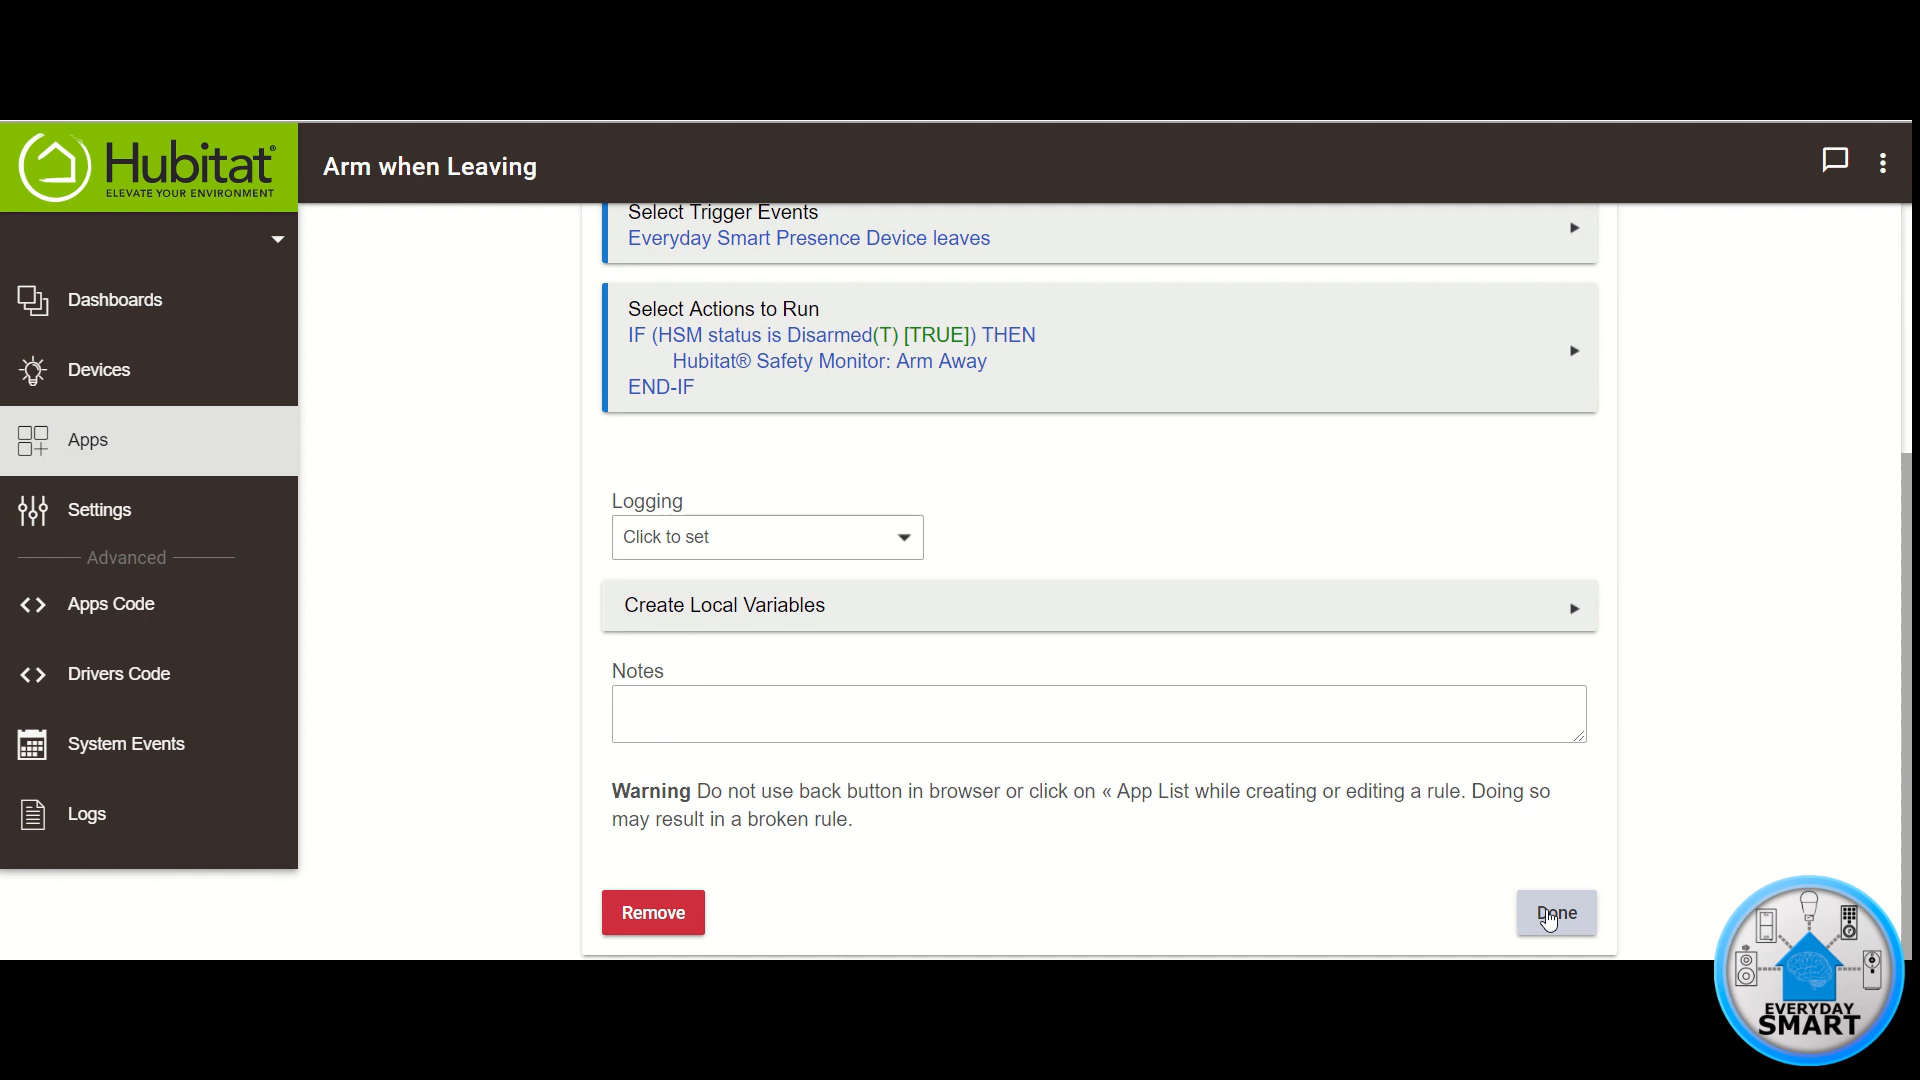 Hubitat®
ELEVATE YOUR ENVIRONMENT
Arm when Leaving
Dashboards
Devices
Apps
Settings
Advanced
Apps Code
Drivers Code
System Events
Logs
Select Trigger Events
Everyday Smart Presence Device leaves
Select Actions to Run
IF (HSM status is Disarmed(T) [TRUE]) THEN
Hubitat® Safety Monitor: Arm Away
END-IF
Logging
Click to set
Create Local Variables
Notes
Warning Do not use back button in browser or click on « App List while creating or editing a rule. Doing so
may result in a broken rule.
Remove
Done
EVERYDAY
SMART